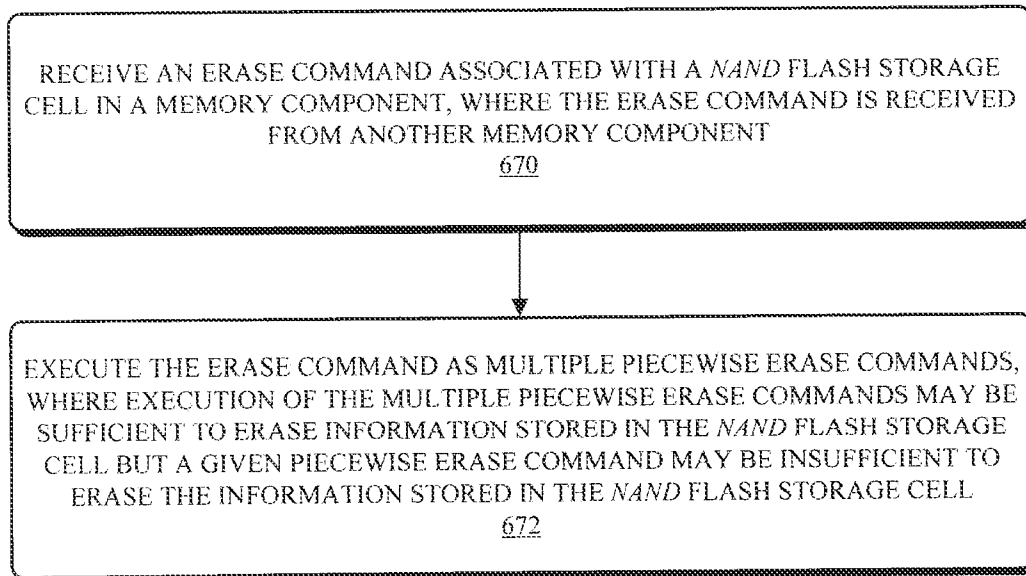 RECEIVE AN ERASE COMMAND ASSOCIATED WITH A NAND FLASH STORAGE
CELL IN A MEMORY COMPONENT, WHERE THE ERASE COMMAND IS RECEIVED
FROM ANOTHER MEMORY COMPONENT
670
EXECUTE THE ERASE COMMAND AS MULTIPLE PIECEWISE ERASE COMMANDS,
WHERE EXECUTION OF THE MULTIPLE PIECEWISE ERASE COMMANDS MAY BE
SUFFICIENT TO ERASE INFORMATION STORED IN THE NAND FLASH STORAGE
CELL BUT A GIVEN PIECEWISE ERASE COMMAND MAY BE INSUFFICIENT TO
ERASE THE INFORMATION STORED IN THE NAND FLASH STORAGE CELL
672